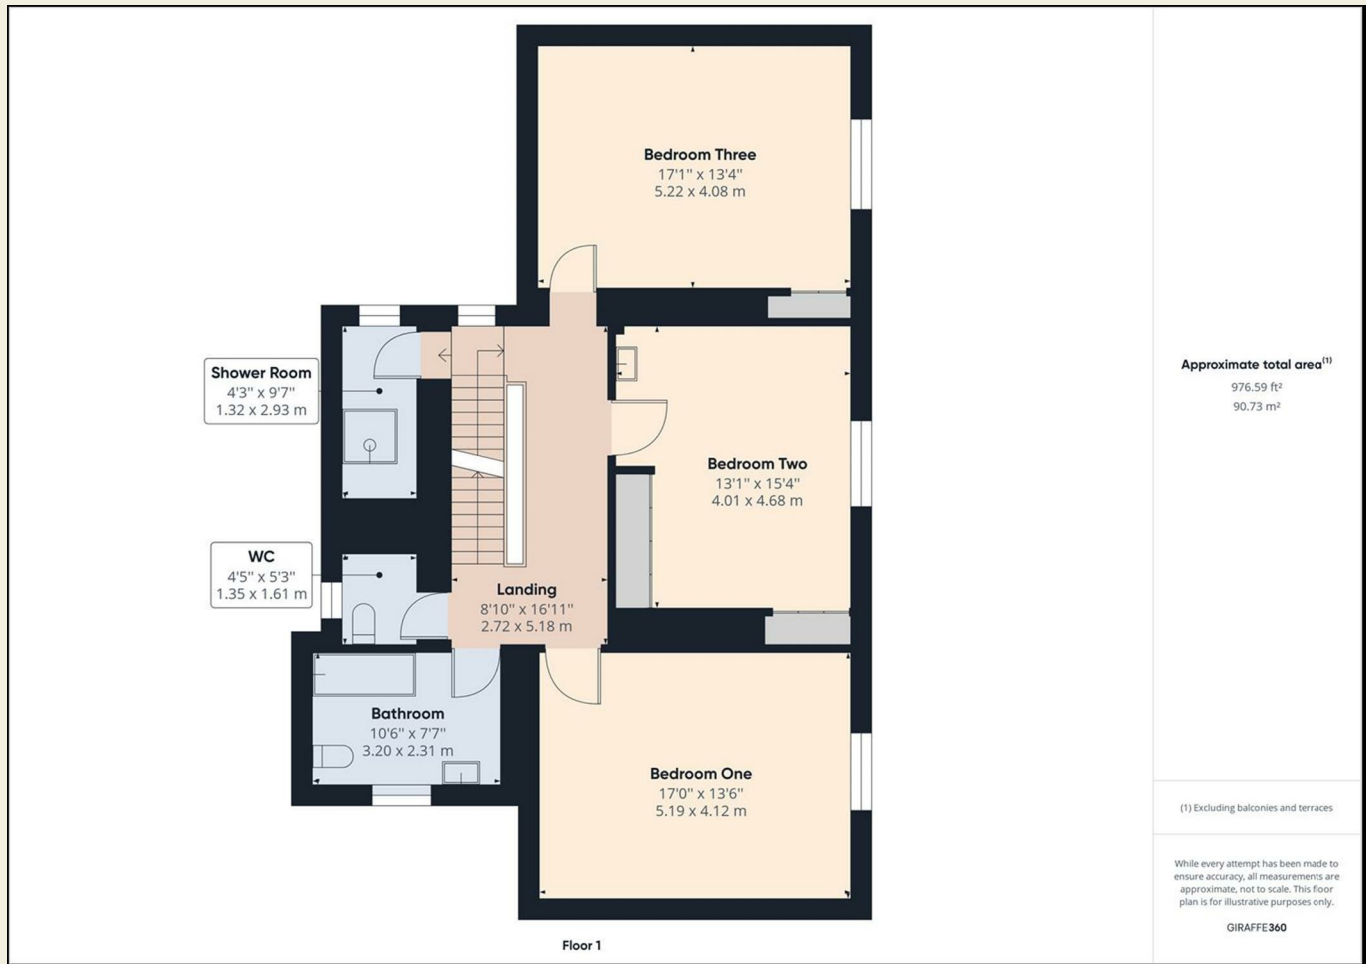 Bedroom Three
17'1" x 13'4"
5.22 x 4.08 m
Shower Room
4'3" x 9'7"
1.32 x 2.93 m
Bedroom Two
13'1" x 15'4"
4.01 x 4.68 m
WC
4'5" x 5'3"
1.35 x 1.61 m
Landing
8'10" x 16'11"
2.72 x 5.18 m
Bathroom
10'6" x 7'7"
3.20 x 2.31 m
Bedroom One
17'0" x 13'6"
5.19 x 4.12 m
Floor 1
Approximate total area(1)
976.59 ft²
90.73 m²
(1) Excluding balconies and terraces
While every attempt has been made to
ensure accuracy, all measurements are
approximate, not to scale. This floor
plan is for illustrative purposes only.
GIRAFFE360